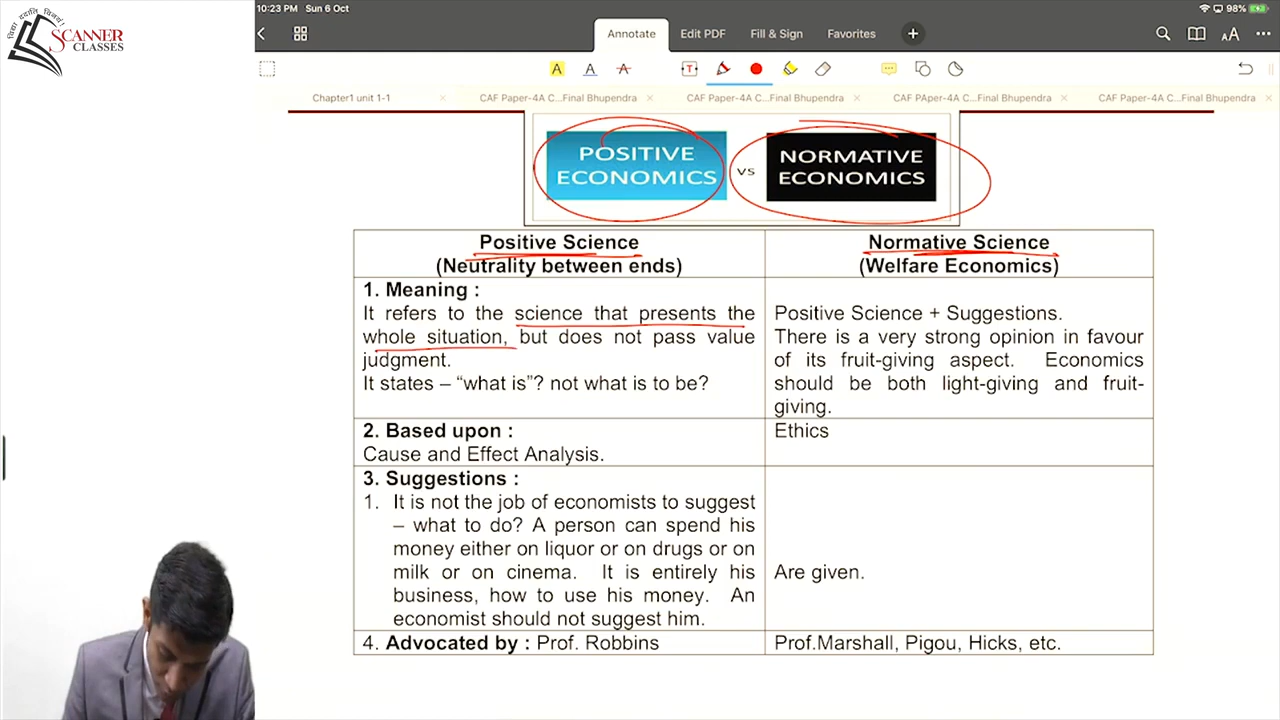 10:23 PM Sun 6 Oct
98%
विद्या ददाति विजयः
SCANNER
CLASSES
Annotate
Edit PDF
Fill & Sign
Favorites
Chapter1 unit 1-1
CAF Paper-4A C...Final Bhupendra
CAF Paper-4A C...Final Bhupendra
CAF PAper-4A C...Final Bhupendra
CAF Paper-4A C...Final Bhupendra
POSITIVE
ECONOMICS
vs
NORMATIVE
ECONOMICS
Positive Science
(Neutrality between ends)
Normative Science
(Welfare Economics)
1. Meaning :
It refers to the science that presents the
whole situation, but does not pass value
judgment.
It states – “what is”? not what is to be?
Positive Science + Suggestions.
There is a very strong opinion in favour
of its fruit-giving aspect. Economics
should be both light-giving and fruit-
giving.
2. Based upon :
Cause and Effect Analysis.
Ethics
3. Suggestions :
1. It is not the job of economists to suggest
– what to do? A person can spend his
money either on liquor or on drugs or on
milk or on cinema. It is entirely his
business, how to use his money. An
economist should not suggest him.
Are given.
4. Advocated by : Prof. Robbins
Prof.Marshall, Pigou, Hicks, etc.